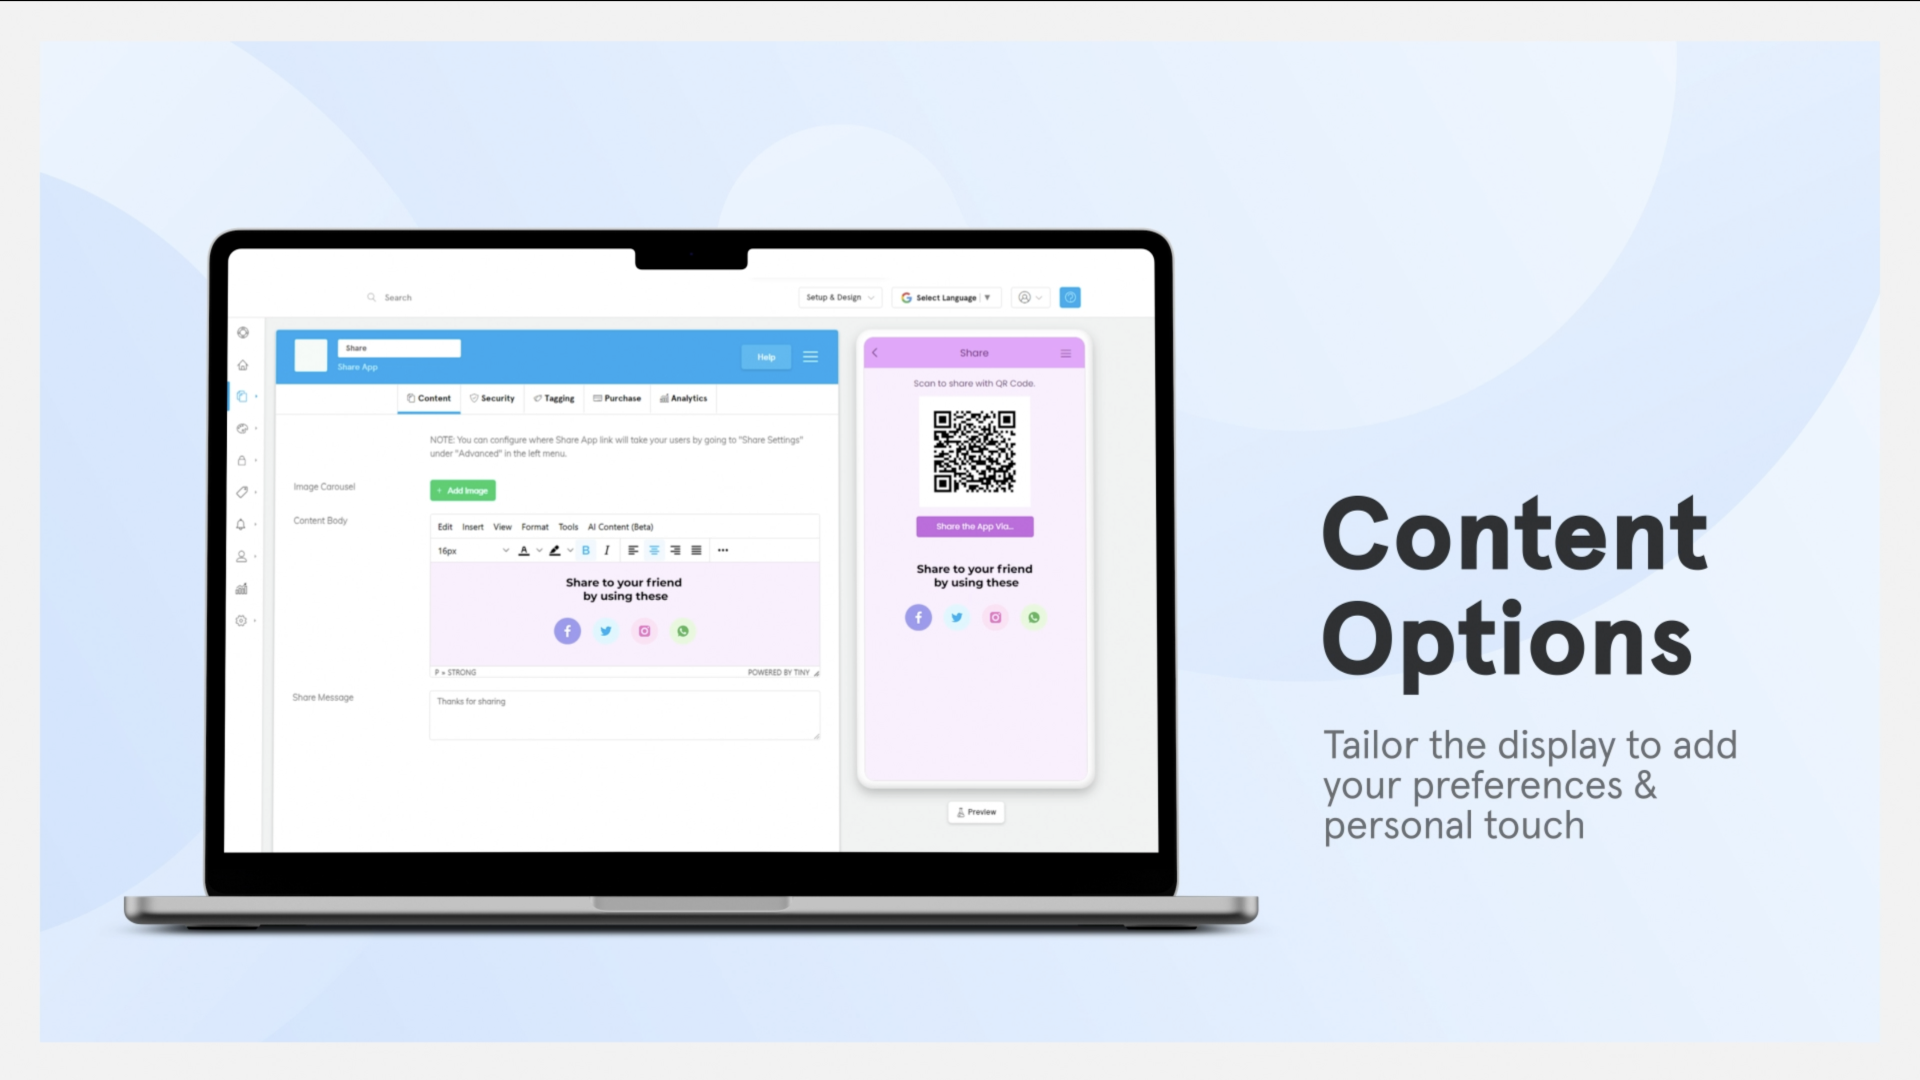 Search
Setup & Design
Select Language
Share
Share App
Help
Content
Security
Tagging
Purchase
Analytics
NOTE: You can configure where Share App link will take your users by going to "Share Settings"
under "Advanced" in the left menu.
Image Carousel
+ Add Image
Content Body
Edit Insert View Format Tools AI Content (Beta)
16px
A
B
I
Share to your friend
by using these
P » STRONG
POWERED BY TINY
Share Message
Thanks for sharing
Share
Scan to share with QR Code.
Share the App Via...
Share to your friend
by using these
Preview
Content
Options
Tailor the display to add
your preferences &
personal touch